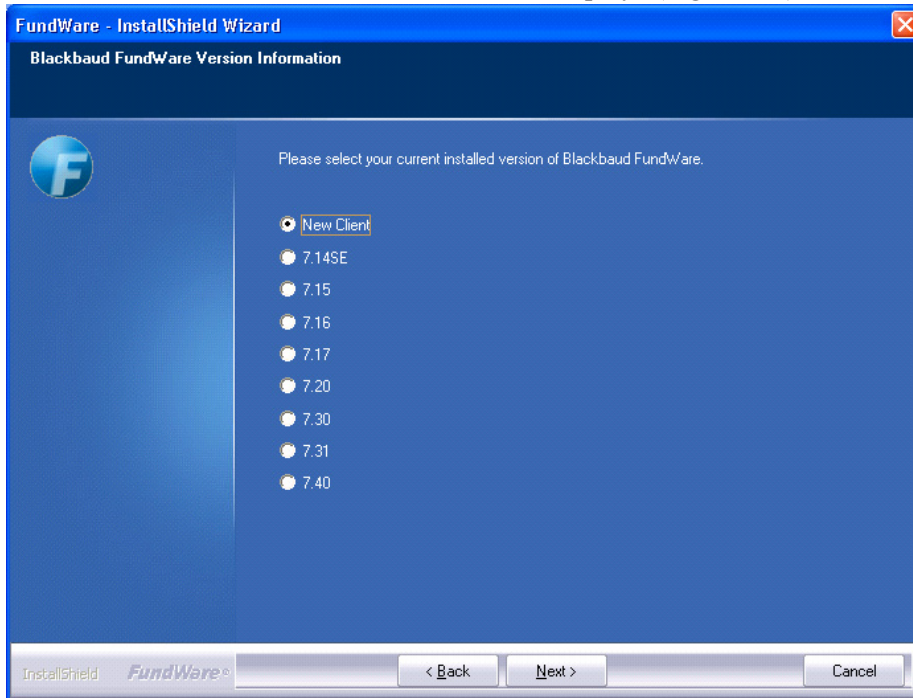 FundWare - InstallShield Wizard
Blackbaud FundWare Version Information
F
Please select your current installed version of Blackbaud FundWare.
New Client
7.14SE
7.15
7.16
7.17
7.20
7.30
7.31
7.40
InstallShield FundWare® < Back Next > Cancel